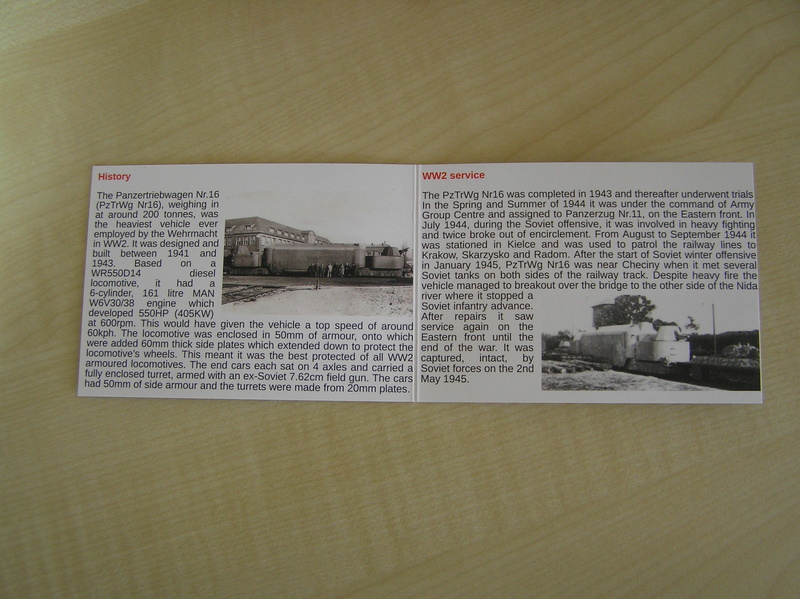 History
The Panzertriebwagen Nr.16
(PzTrWg Nr16), weighing in
at around 200 tonnes, was
the heaviest vehicle ever
employed by the Wehrmacht
in WW2. It was designed and
built between 1941 and
1943. Based on a
WR550D14 diesel
locomotive, it had a
6-cylinder, 161 litre MAN
W6V30/38 engine which
developed 550HP (405KW)
at 600rpm. This would have given the vehicle a top speed of around
60kph. The locomotive was enclosed in 50mm of armour, onto which
were added 60mm thick side plates which extended down to protect the
locomotive's wheels. This meant it was the best protected of all WW2
armoured locomotives. The end cars each sat on 4 axles and carried a
fully enclosed turret, armed with an ex-Soviet 7.62cm field gun. The cars
had 50mm of side armour and the turrets were made from 20mm plates.
WW2 service
The PzTrWg Nr16 was completed in 1943 and thereafter underwent trials
In the Spring and Summer of 1944 it was under the command of Army
Group Centre and assigned to Panzerzug Nr.11, on the Eastern front. In
July 1944, during the Soviet offensive, it was involved in heavy fighting
and twice broke out of encirclement. From August to September 1944 it
was stationed in Kielce and was used to patrol the railway lines to
Krakow, Skarzysko and Radom. After the start of Soviet winter offensive
in January 1945, PzTrWg Nr16 was near Checiny when it met several
Soviet tanks on both sides of the railway track. Despite heavy fire the
vehicle managed to breakout over the bridge to the other side of the Nida
river where it stopped a
Soviet infantry advance.
After repairs it saw
service again on the
Eastern front until the
end of the war. It was
captured, intact, by
Soviet forces on the 2nd
May 1945.